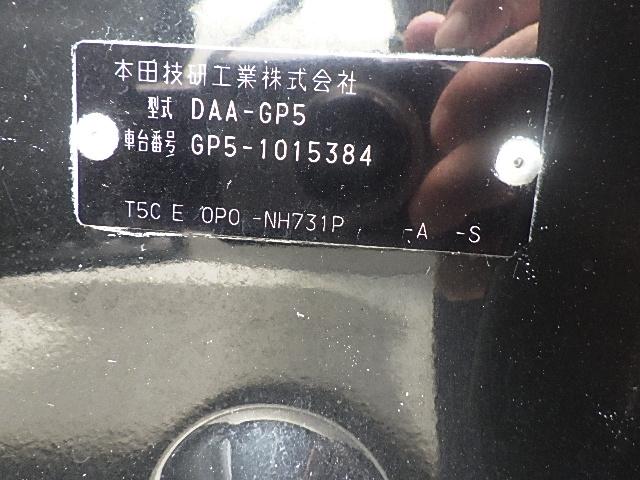 本田技研工業株式会社
型式 DAA-GP5
車台番号 GP5-1015384
T5C E OPO -NH731P -A -S